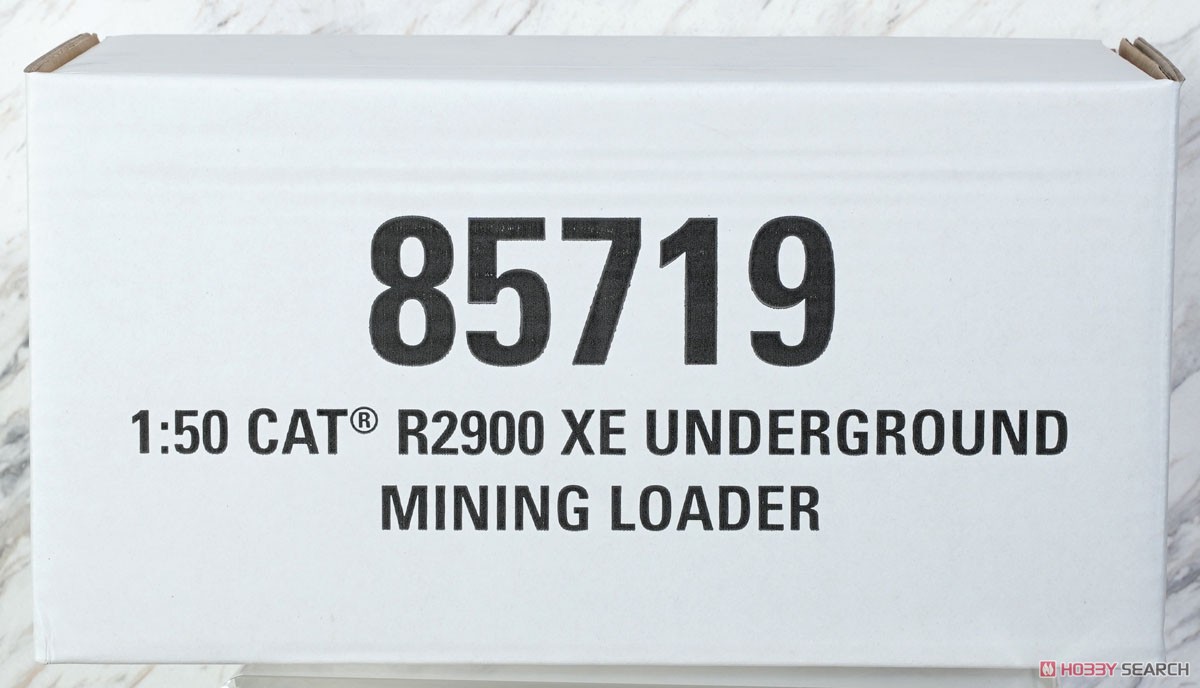 85719
1:50 CAT® R2900 XE UNDERGROUND
MINING LOADER
HOBBY SEARCH